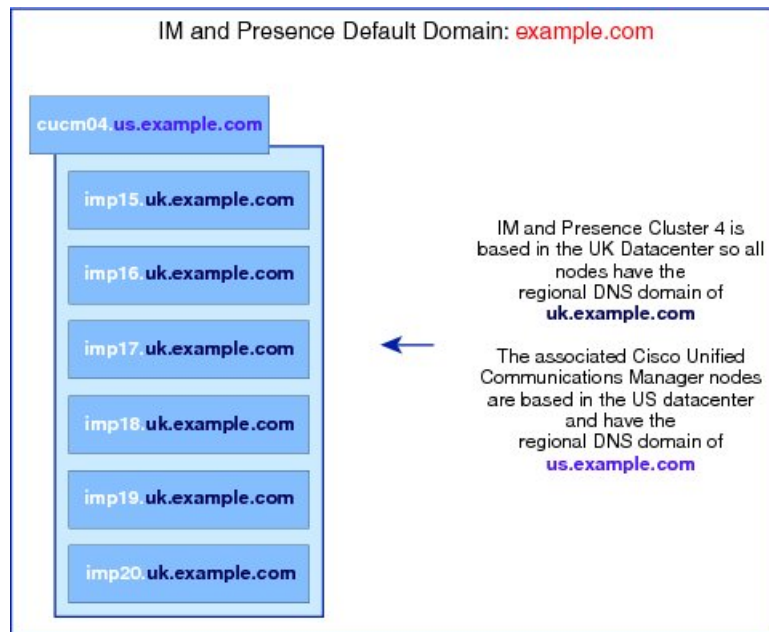 IM and Presence Default Domain: example.com
cucm04.us.example.com
imp15.uk.example.com
imp16.uk.example.com
imp17.uk.example.com
imp18.uk.example.com
imp19.uk.example.com
imp20.uk.example.com
IM and Presence Cluster 4 is
based in the UK Datacenter so all
nodes have the
regional DNS domain of
uk.example.com
The associated Cisco Unified
Communications Manager nodes
are based in the US datacenter
and have the
regional DNS domain of
us.example.com